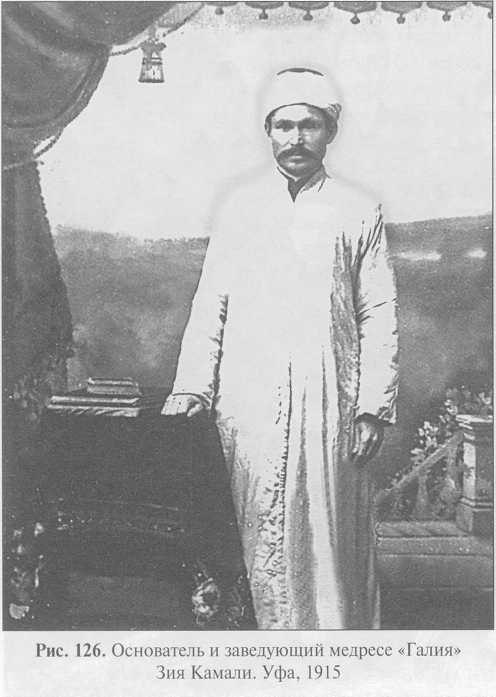 Рис. 126. Основатель и заведующий медресе «Галия»
Зия Камали. Уфа, 1915